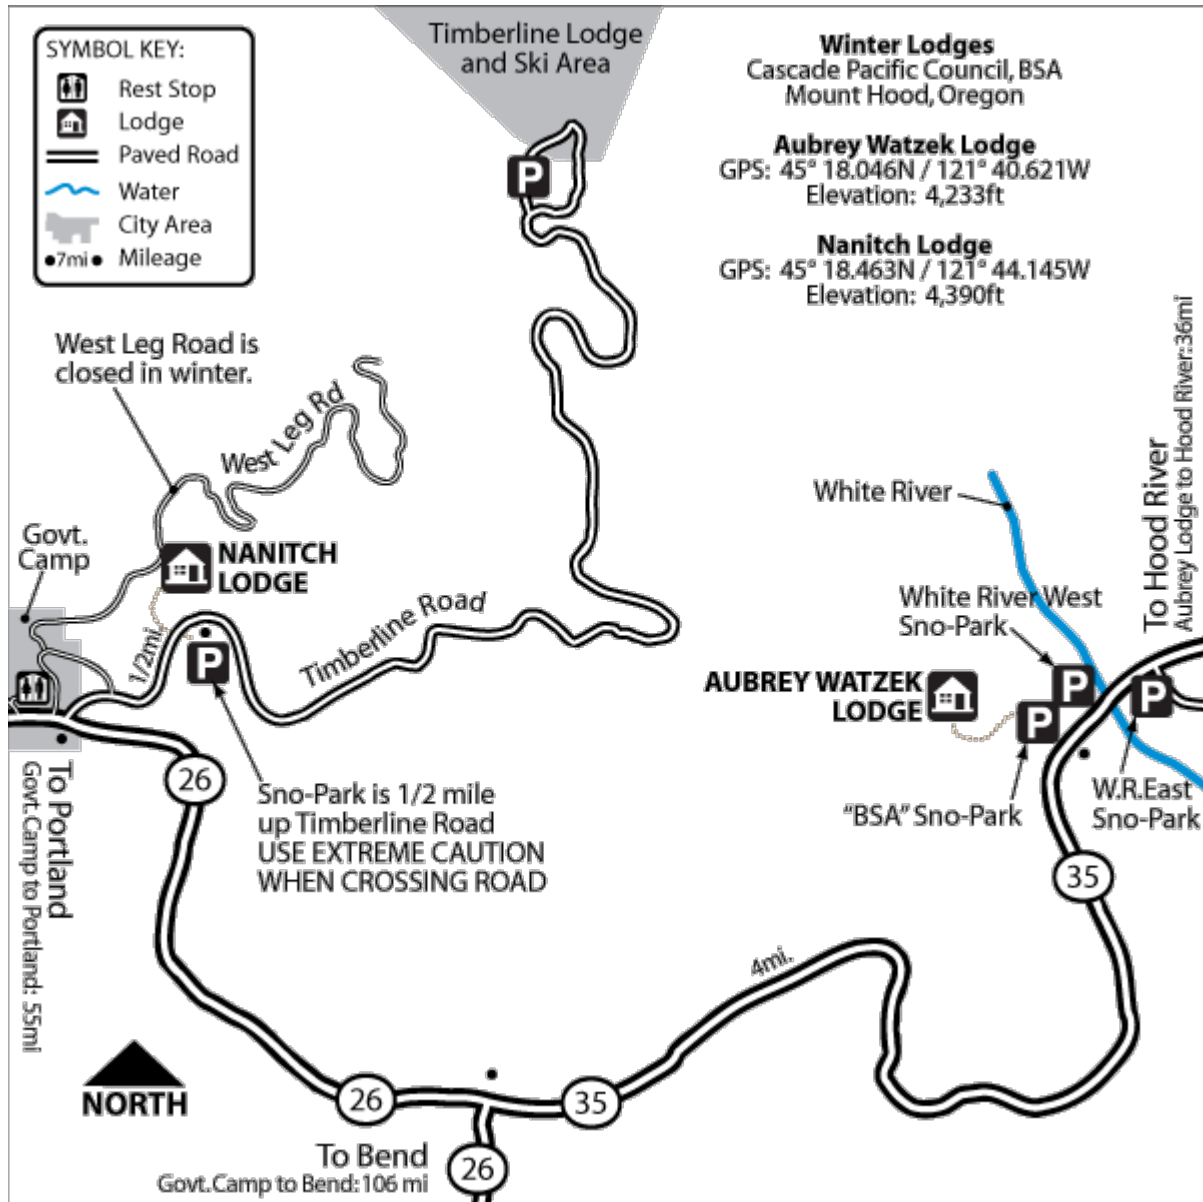 SYMBOL KEY:
Rest Stop
Lodge
Paved Road
Water
City Area
7mi Mileage
Timberline Lodge
and Ski Area
P
Winter Lodges
Cascade Pacific Council, BSA
Mount Hood, Oregon
Aubrey Watzek Lodge
GPS: 45° 18.046N / 121° 40.621W
Elevation: 4,233ft
Nanitch Lodge
GPS: 45° 18.463N / 121° 44.145W
Elevation: 4,390ft
West Leg Road is
closed in winter.
West Leg Rd
Govt.
Camp
NANITCH
LODGE
1/2mi.
P
Timberline Road
Sno-Park is 1/2 mile
up Timberline Road
USE EXTREME CAUTION
WHEN CROSSING ROAD
White River
White River West
Sno-Park
To Hood River
Aubrey Lodge to Hood River:36mi
AUBREY WATZEK
LODGE
P
P
P
"BSA" Sno-Park
W.R.East
Sno-Park
26
35
To Portland
Govt.Camp to Portland: 55mi
4mi.
NORTH
26
35
To Bend
Govt.Camp to Bend:106 mi
26